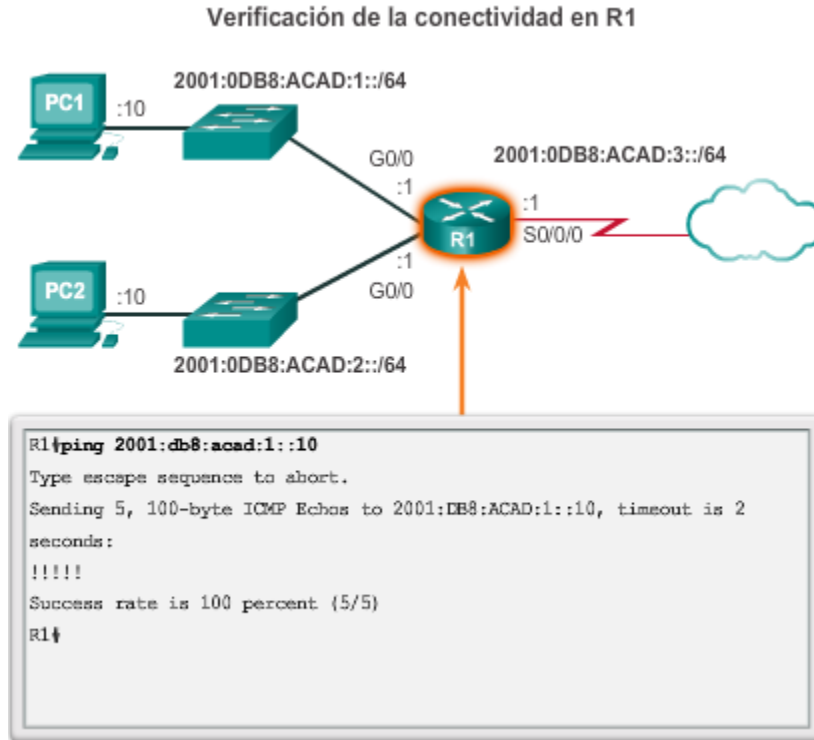 Verificación de la conectividad en R1
2001:0DB8:ACAD:1::/64
PC1
:10
G0/0
:1
2001:0DB8:ACAD:3::/64
:1
R1
S0/0/0
:1
G0/0
PC2
:10
2001:0DB8:ACAD:2::/64
R1#ping 2001:db8:acad:1::10
Type escape sequence to abort.
Sending 5, 100-byte ICMP Echos to 2001:DB8:ACAD:1::10, timeout is 2
seconds:
!!!!!
Success rate is 100 percent (5/5)
R1#